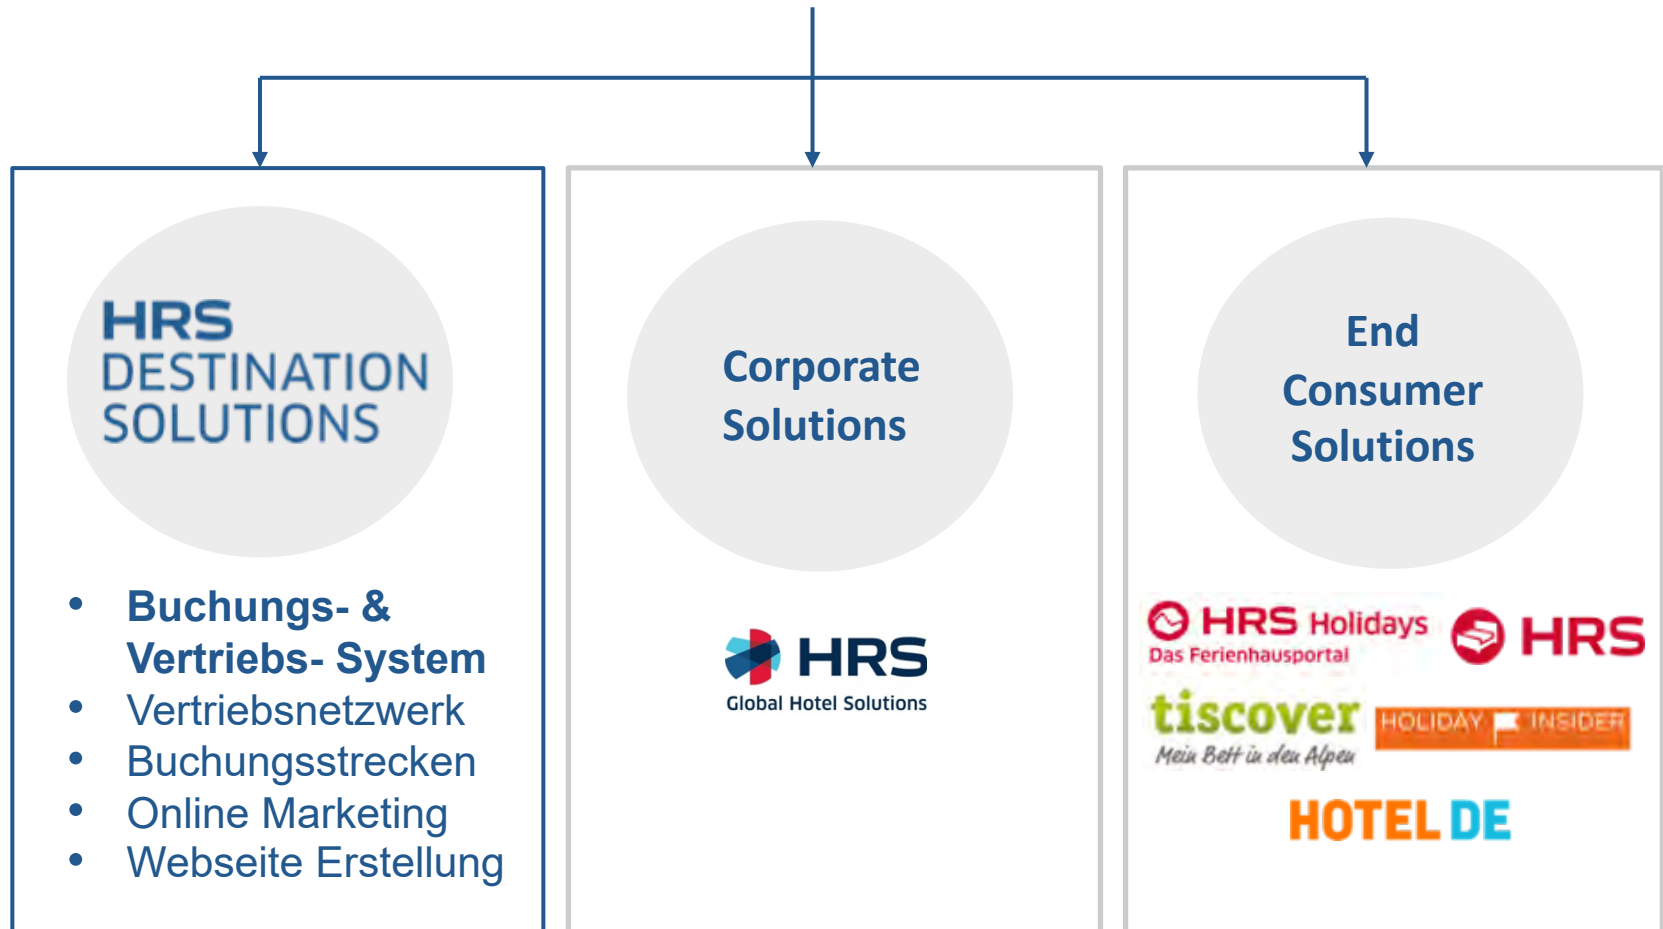 HRS
DESTINATION
SOLUTIONS
• Buchungs- &
Vertriebs- System
• Vertriebsnetzwerk
• Buchungsstrecken
• Online Marketing
• Webseite Erstellung
Corporate
Solutions
HRS
Global Hotel Solutions
End
Consumer
Solutions
HRS Holidays
Das Ferienhausportal
HRS
tiscover
Mein Bett in den Alpen
HOLIDAY INSIDER
HOTEL DE